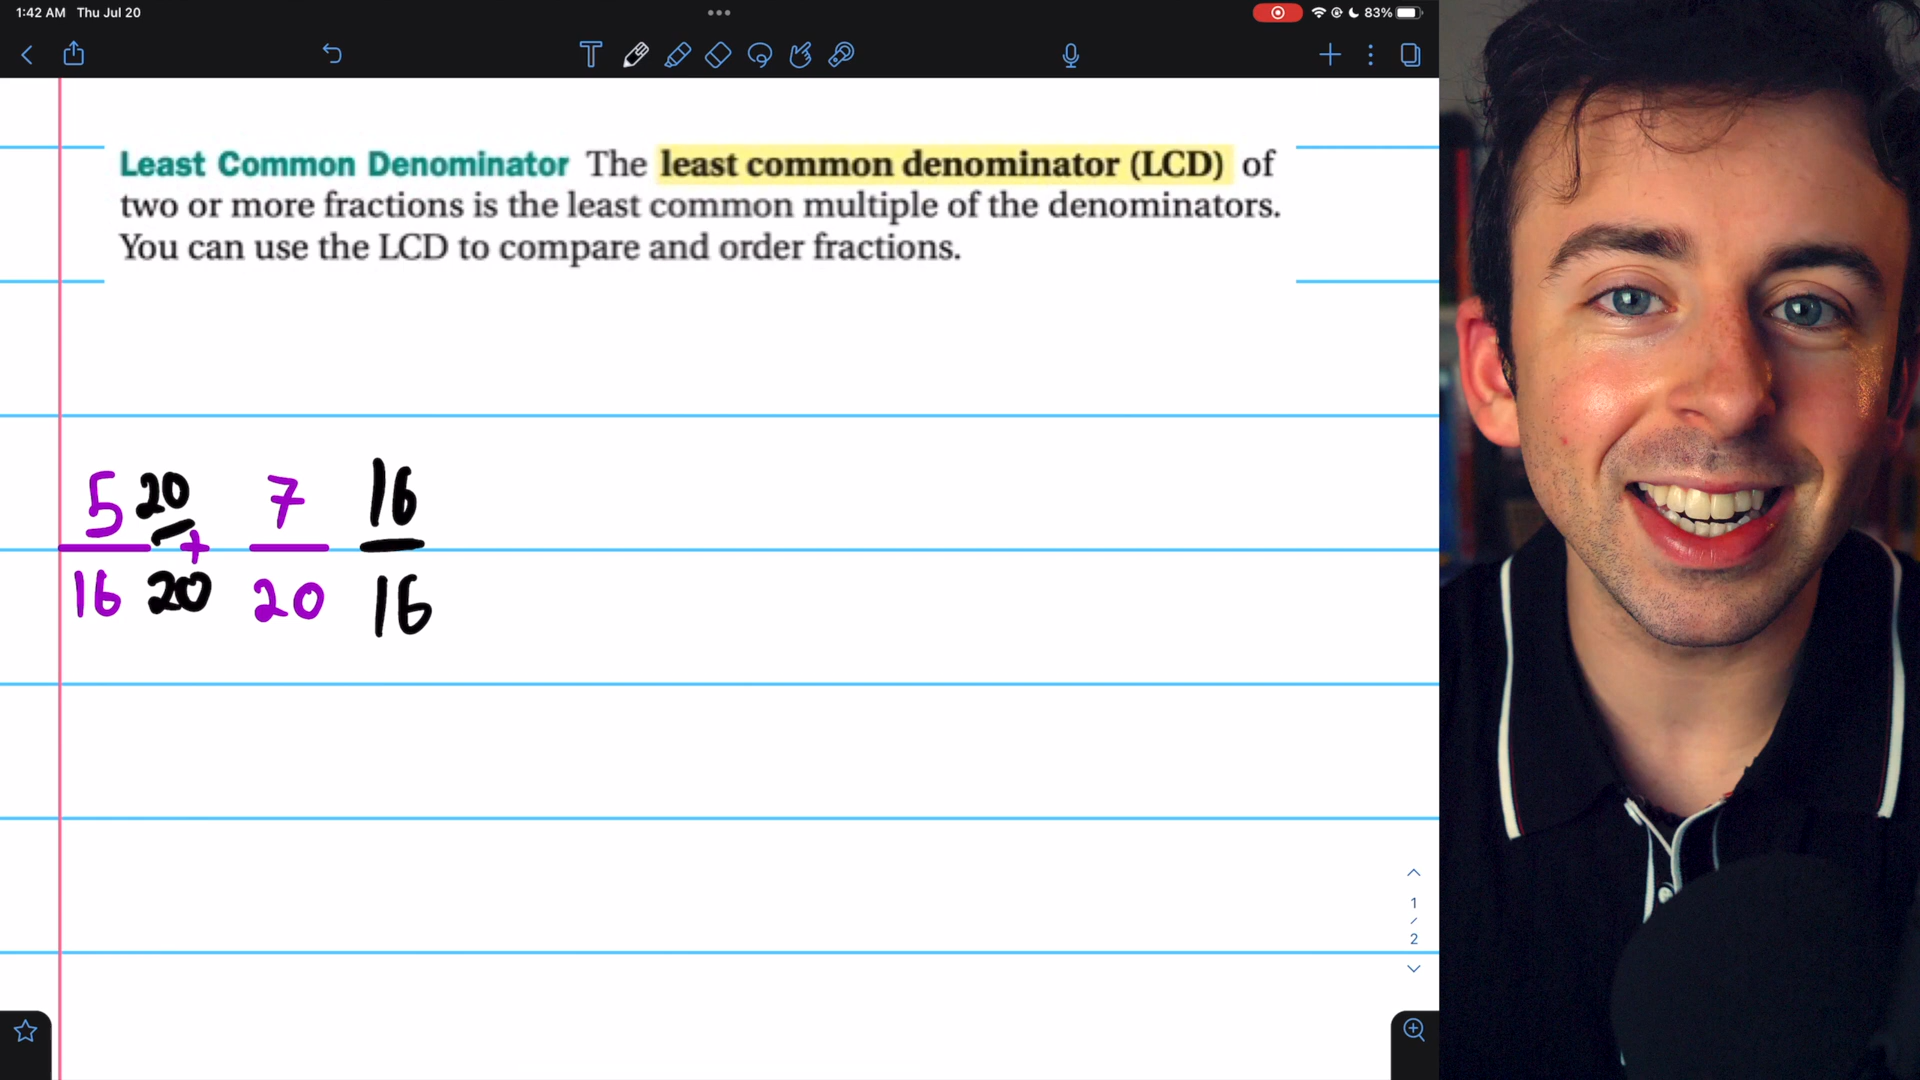 1:42 AM Thu Jul 20
83%
Least Common Denominator The least common denominator (LCD) of
two or more fractions is the least common multiple of the denominators.
You can use the LCD to compare and order fractions.
5 20 7 16
+
16 20 20 16
1
/
2